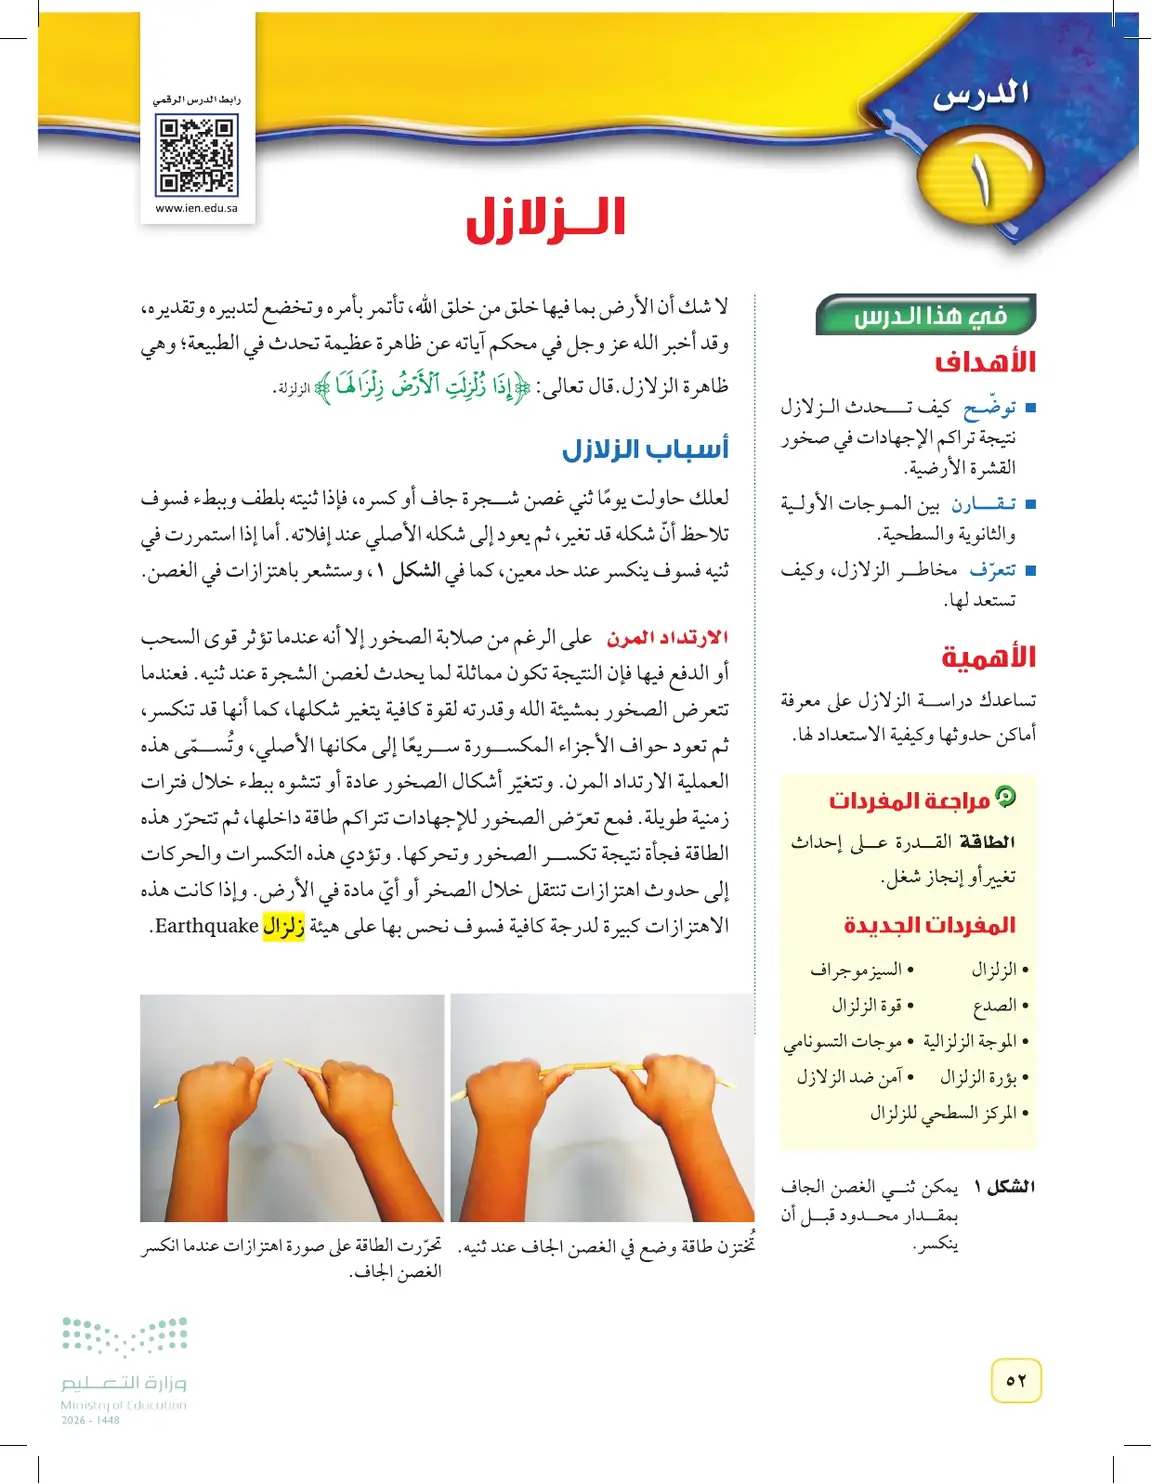 الدرس
١
رابط الدرس الرقمي
www.ien.edu.sa
الـزلازل
لا شك أن الأرض بما فيها خلق من خلق الله، تأتمر بأمره وتخضع لتدبيره وتقديره،
وقد أخبر الله عز وجل في محكم آياته عن ظاهرة عظيمة تحدث في الطبيعة؛ وهي
ظاهرة الزلازل. قال تعالى: ﴿إِذَا زُلْزِلَتِ ٱلْأَرْضُ زِلْزَالَهَا﴾ الزلزلة.
أسباب الزلازل
لعلك حاولت يومًا ثني غصن شجرة جاف أو كسره، فإذا ثنيته بلطف وببطء فسوف
تلاحظ أنّ شكله قد تغير، ثم يعود إلى شكله الأصلي عند إفلاته. أما إذا استمررت في
ثنيه فسوف ينكسر عند حد معين، كما في الشكل ١، وستشعر باهتزازات في الغصن.
الارتداد المرن على الرغم من صلابة الصخور إلا أنه عندما تؤثر قوى السحب
أو الدفع فيها فإن النتيجة تكون مماثلة لما يحدث لغصن الشجرة عند ثنيه. فعندما
تتعرض الصخور بمشيئة الله وقدرته لقوة كافية يتغير شكلها، كما أنها قد تنكسر،
ثم تعود حواف الأجزاء المكسورة سريعًا إلى مكانها الأصلي، وتُسمّى هذه
العملية الارتداد المرن. وتتغيّر أشكال الصخور عادة أو تتشوه ببطء خلال فترات
زمنية طويلة. فمع تعرّض الصخور للإجهادات تتراكم طاقة داخلها، ثم تتحرّر هذه
الطاقة فجأة نتيجة تكسر الصخور وتحركها. وتؤدي هذه التكسرات والحركات
إلى حدوث اهتزازات تنتقل خلال الصخر أو أيّ مادة في الأرض. وإذا كانت هذه
الاهتزازات كبيرة لدرجة كافية فسوف نحس بها على هيئة زلزال Earthquake.
في هذا الدرس
الأهداف
■ توضّح كيف تحدث الزلازل
نتيجة تراكم الإجهادات في صخور
القشرة الأرضية.
■ تقارن بين الموجات الأولية
والثانوية والسطحية.
■ تتعرّف مخاطر الزلازل، وكيف
تستعد لها.
الأهمية
تساعدك دراسة الزلازل على معرفة
أماكن حدوثها وكيفية الاستعداد لها.
مراجعة المفردات
الطاقة القدرة على إحداث
تغيير أو إنجاز شغل.
المفردات الجديدة
• الزلزال • السيزموجراف
• الصدع • قوة الزلزال
• الموجة الزلزالية • موجات التسونامي
• بؤرة الزلزال • آمن ضد الزلازل
• المركز السطحي للزلزال
الشكل ١ يمكن ثني الغصن الجاف
بمقدار محدود قبل أن
ينكسر.
تُختزن طاقة وضع في الغصن الجاف عند ثنيه.
تحرّرت الطاقة على صورة اهتزازات عندما انكسر
الغصن الجاف.
٥٢
وزارة التعليم
Ministry of Education
2026 - 1448